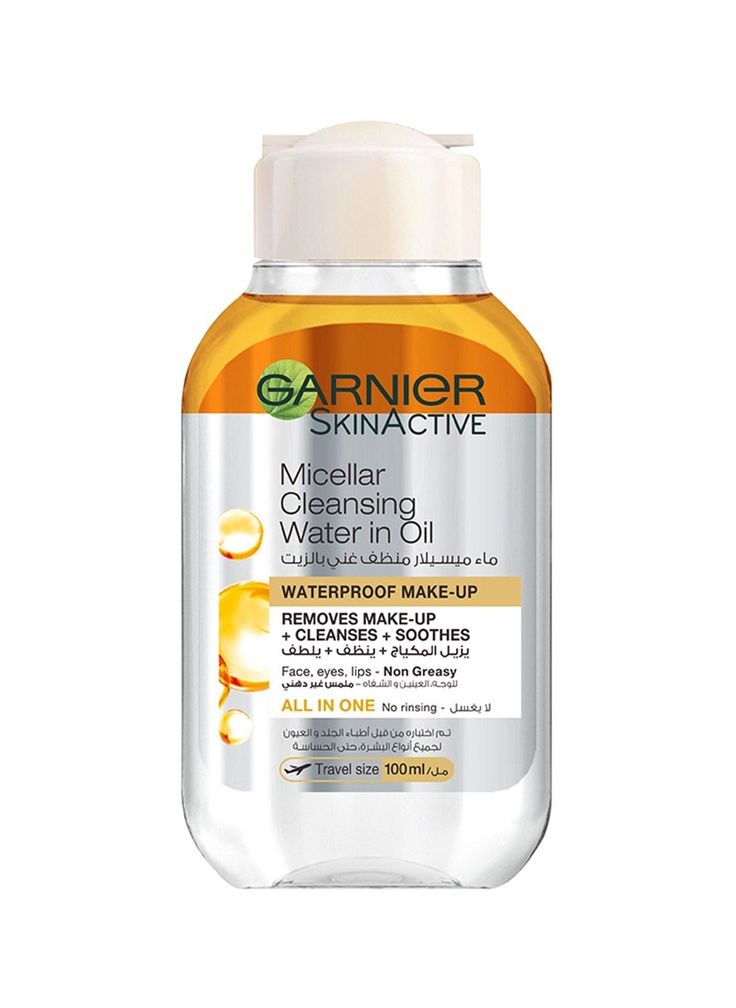 GARNIER
SKINACTIVE
Micellar
Cleansing
Water in Oil
ماء ميسيلار منظف غني بالزيت
WATERPROOF MAKE-UP
REMOVES MAKE-UP
+ CLEANSES + SOOTHES
يزيل المكياج + ينظف + يلطف
Face, eyes, lips - Non Greasy
للوجه، العينين و الشفاه - ملمس غير دهني
ALL IN ONE No rinsing - لا يغسل
تم اختباره من قبل أطباء الجلد و العيون
لجميع أنواع البشرة، حتى الحساسة
Travel size 100ml/مل